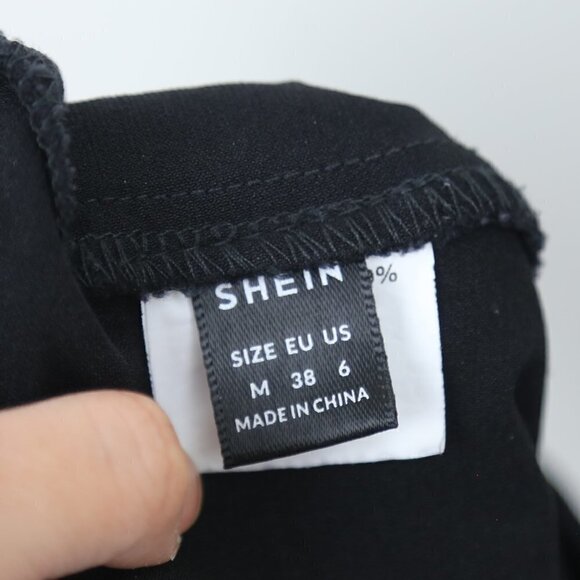 SHEIN
%
SIZE EU US
M 38 6
MADE IN CHINA